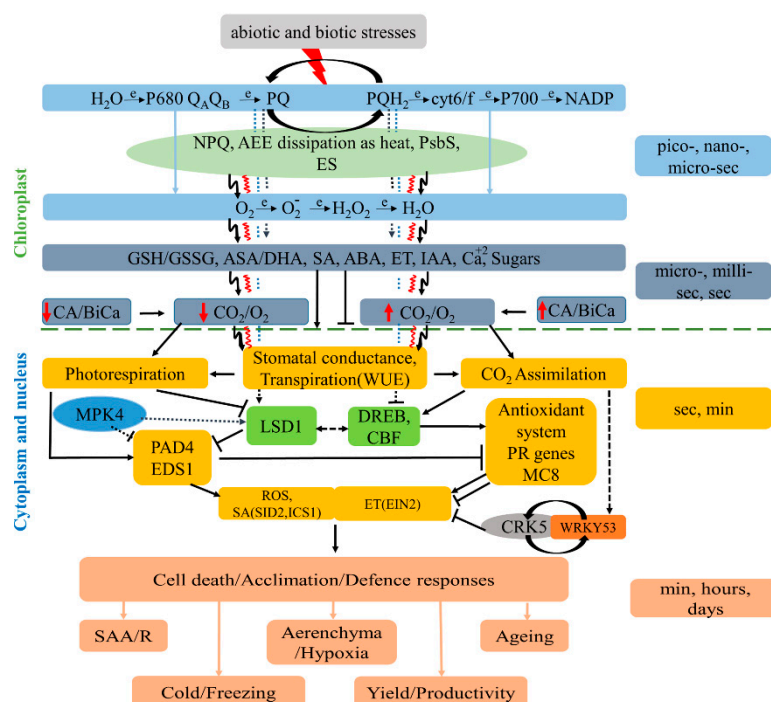 abiotic and biotic stresses
H₂O –e→ P680 QAQB –e→ PQ PQH₂ –e→ cyt6/f –e→ P700 –e→ NADP
NPQ, AEE dissipation as heat, PsbS,
ES
pico-, nano-,
micro-sec
Chloroplast
O₂ –e→ O₂⁻ –e→ H₂O₂ –e→ H₂O
GSH/GSSG, ASA/DHA, SA, ABA, ET, IAA, Ca⁺², Sugars
micro-, milli-
sec, sec
CA/BiCa
CO₂/O₂
CO₂/O₂
CA/BiCa
Cytoplasm and nucleus
Photorespiration
Stomatal conductance,
Transpiration(WUE)
CO₂ Assimilation
sec, min
MPK4
LSD1
DREB,
CBF
Antioxidant
system
PR genes
MC8
PAD4
EDS1
ROS,
SA(SID2,ICS1)
ET(EIN2)
CRK5
WRKY53
Cell death/Acclimation/Defence responses
min, hours,
days
SAA/R
Aerenchyma
/Hypoxia
Ageing
Cold/Freezing
Yield/Productivity